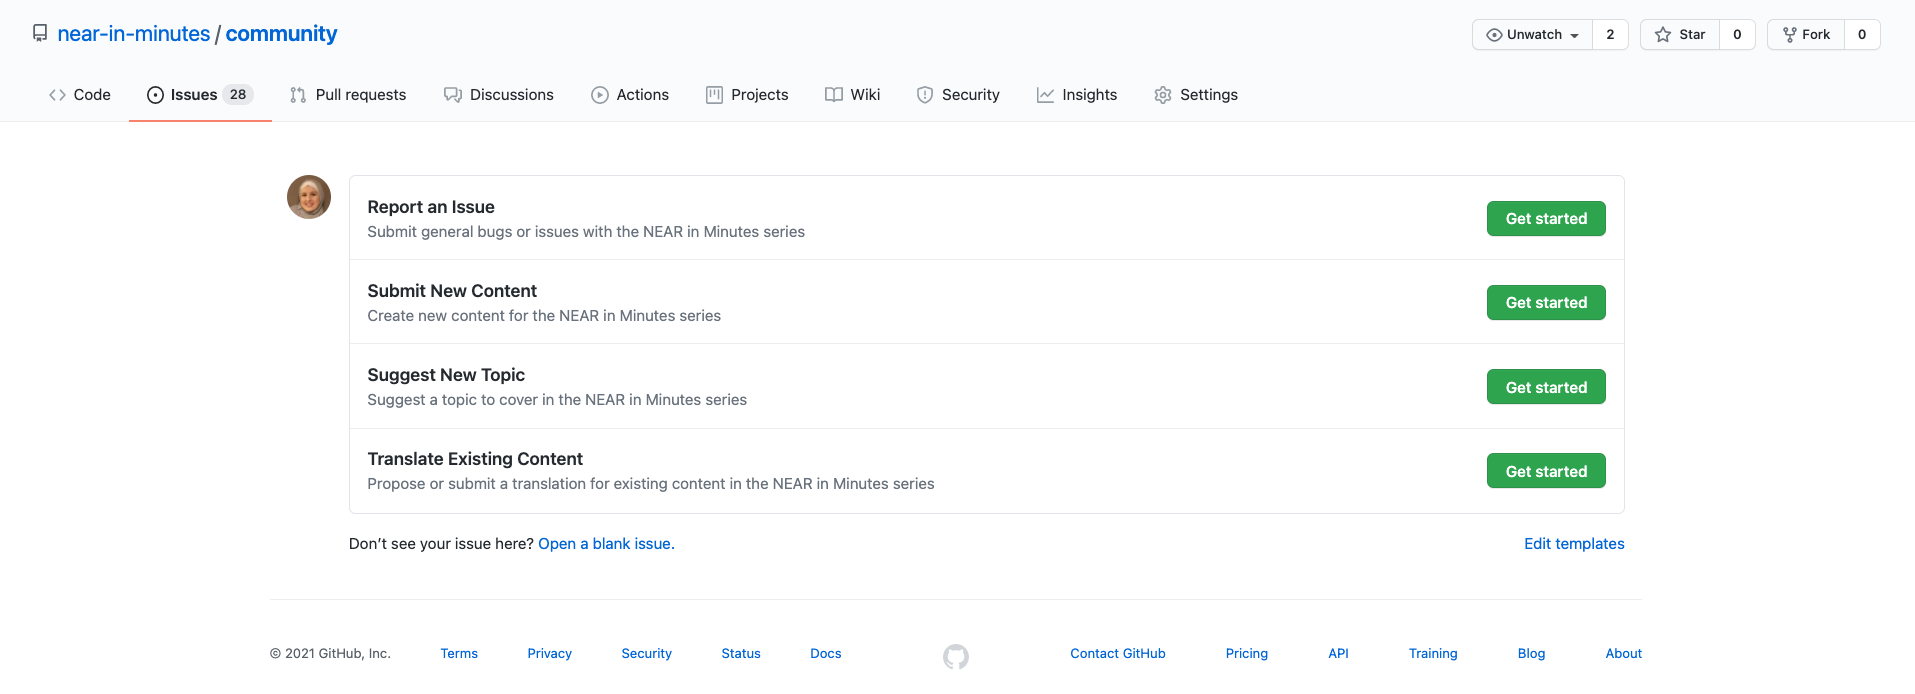 near-in-minutes / community
Unwatch 2 Star 0 Fork 0
Code Issues 28 Pull requests Discussions Actions Projects Wiki Security Insights Settings
Report an Issue
Submit general bugs or issues with the NEAR in Minutes series
Get started
Submit New Content
Create new content for the NEAR in Minutes series
Get started
Suggest New Topic
Suggest a topic to cover in the NEAR in Minutes series
Get started
Translate Existing Content
Propose or submit a translation for existing content in the NEAR in Minutes series
Get started
Don’t see your issue here? Open a blank issue. Edit templates
© 2021 GitHub, Inc. Terms Privacy Security Status Docs Contact GitHub Pricing API Training Blog About